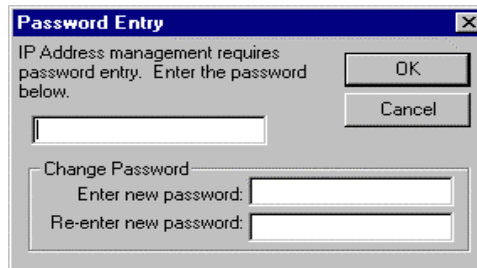 Password Entry
IP Address management requires
password entry. Enter the password
below.
OK
Cancel
Change Password
Enter new password:
Re-enter new password: